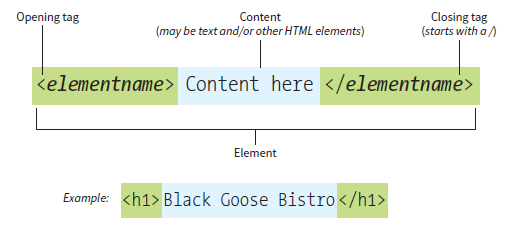 Opening tag Content Closing tag
(may be text and/or other HTML elements) (starts with a /)
<elementname> Content here </elementname>
Element
Example: <h1>Black Goose Bistro</h1>